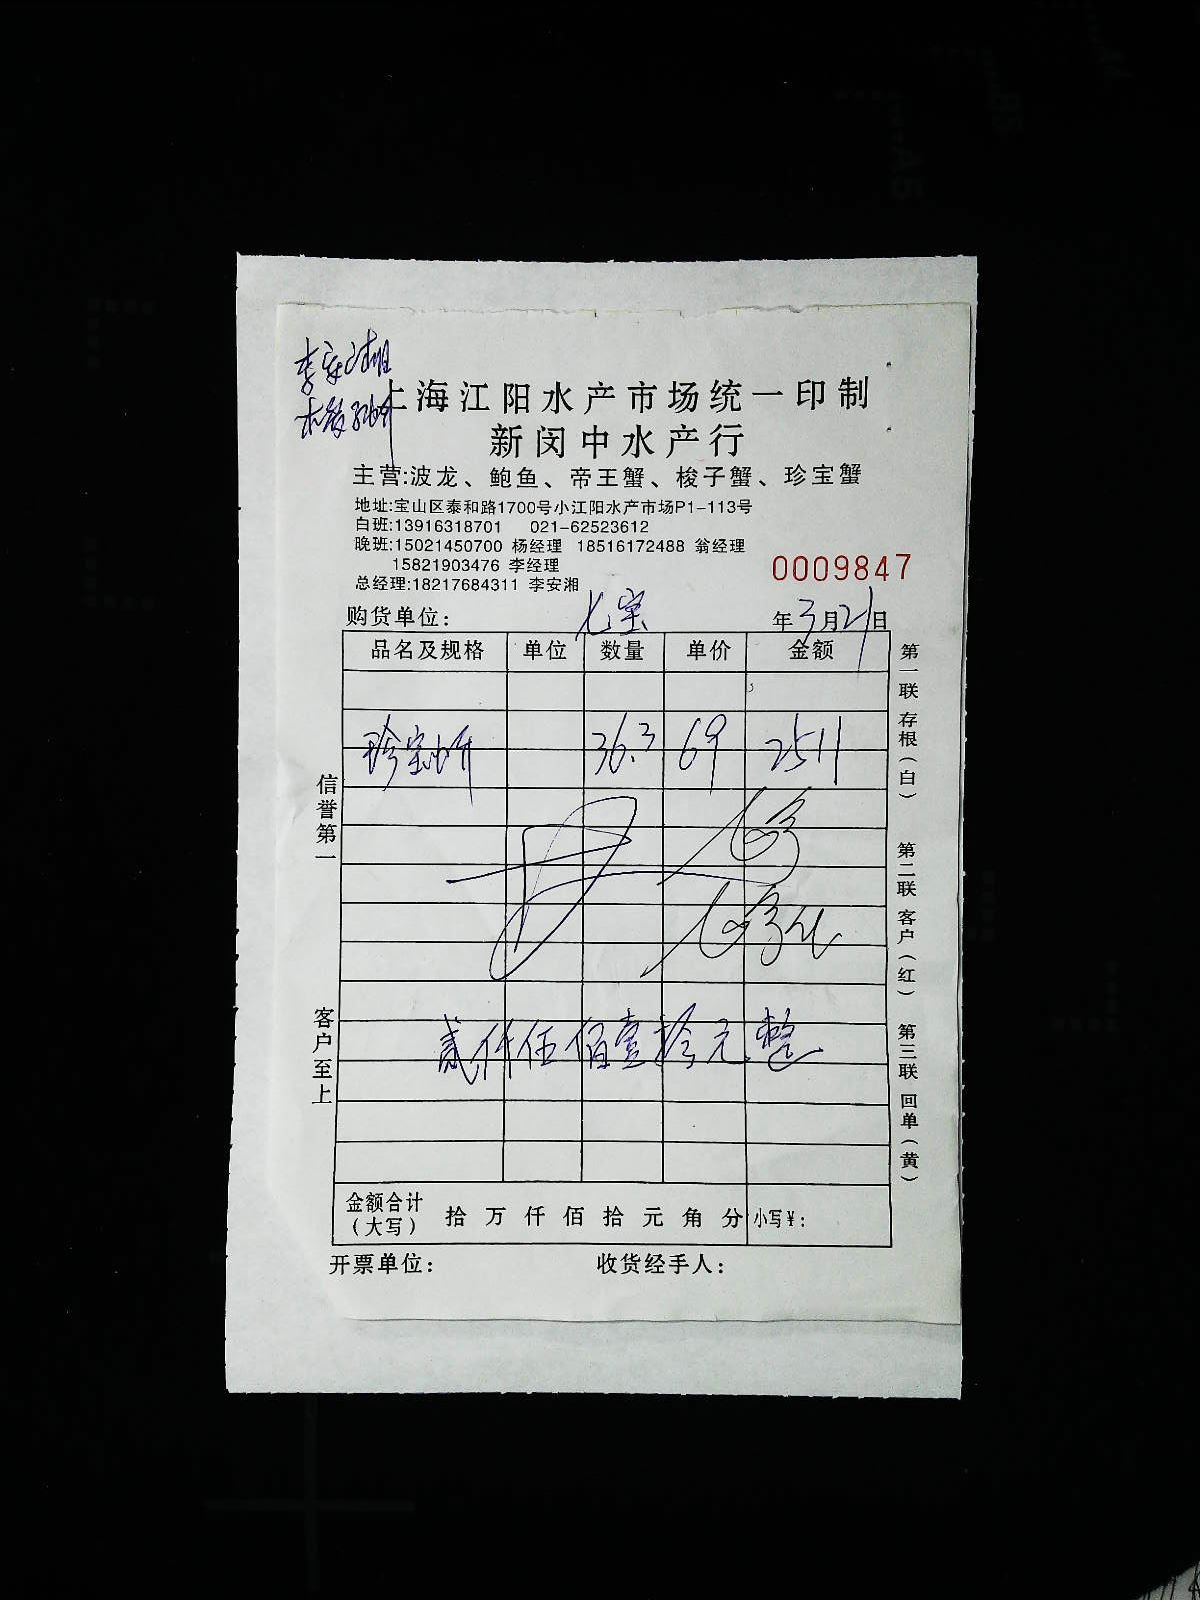 李安湘
上海江阳水产市场统一印制
新闵中水产行
主营:波龙、鲍鱼、帝王蟹、梭子蟹、珍宝蟹
地址:宝山区泰和路1700号小江阳水产市场P1-113号
白班:13916318701 021-62523612
晚班:15021450700 杨经理 18516172488 翁经理
15821903476 李经理
总经理:18217684311 李安湘
0009847
购货单位: 七宝 年3月21日
品名及规格 单位 数量 单价 金额
珍宝 36.3 69 2511
贰仟伍佰壹拾元整
金额合计
(大写) 拾万仟佰拾元角分 小写¥:
开票单位: 收货经手人:
信誉第一
客户至上
第一联 存根(白)
第二联 客户(红)
第三联 回单(黄)